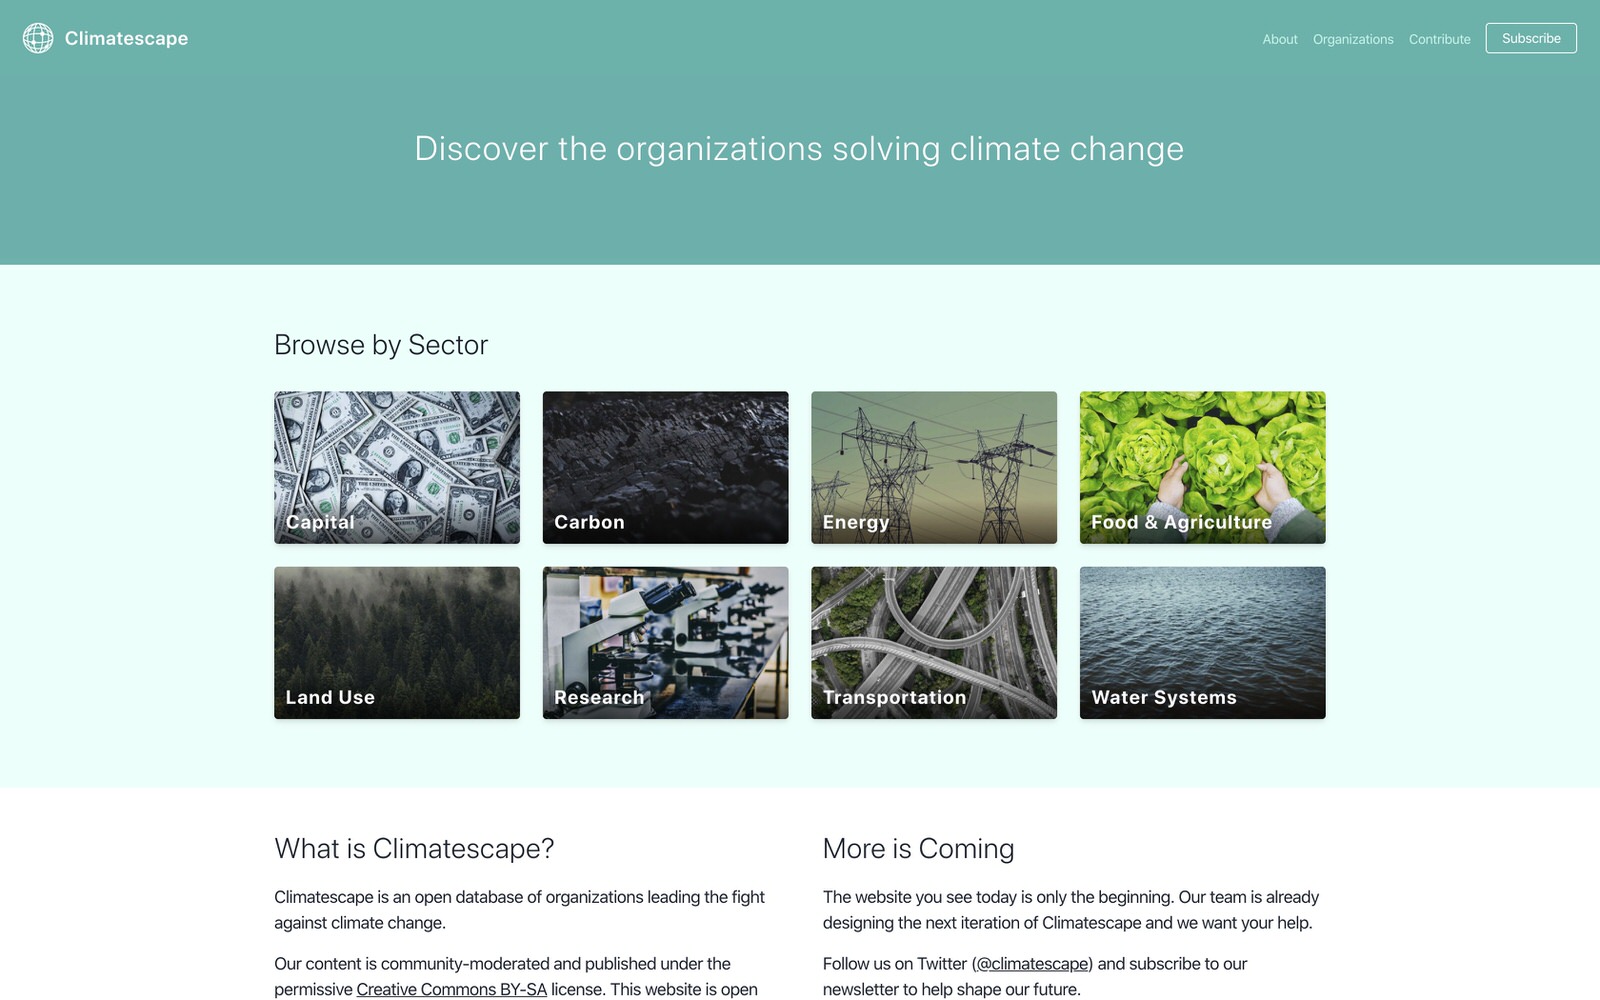 Climatescape
About
Organizations
Contribute
Subscribe
Discover the organizations solving climate change
Browse by Sector
Capital
Carbon
Energy
Food & Agriculture
Land Use
Research
Transportation
Water Systems
What is Climatescape?
Climatescape is an open database of organizations leading the fight
against climate change.
Our content is community-moderated and published under the
permissive Creative Commons BY-SA license. This website is open
More is Coming
The website you see today is only the beginning. Our team is already
designing the next iteration of Climatescape and we want your help.
Follow us on Twitter (@climatescape) and subscribe to our
newsletter to help shape our future.